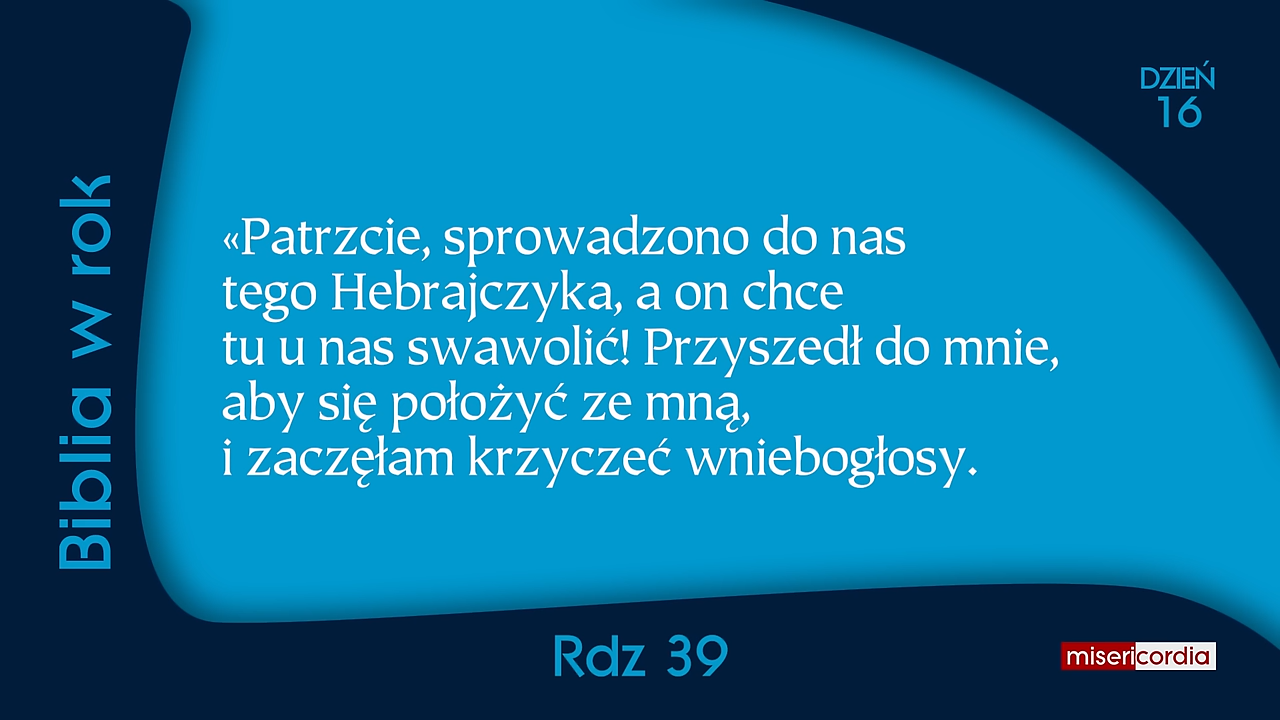 DZIEŃ
16
Biblia w rok
«Patrzcie, sprowadzono do nas
tego Hebrajczyka, a on chce
tu u nas swawolić! Przyszedł do mnie,
aby się położyć ze mną,
i zaczęłam krzyczeć wniebogłosy.
Rdz 39
misericordia